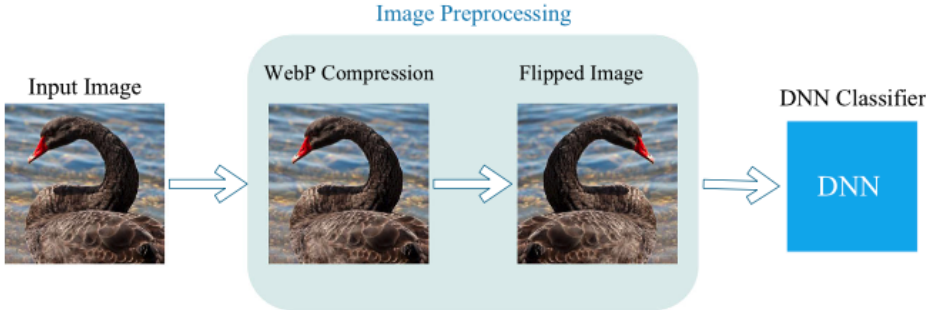 Image Preprocessing
Input Image
WebP Compression
Flipped Image
DNN Classifier
DNN